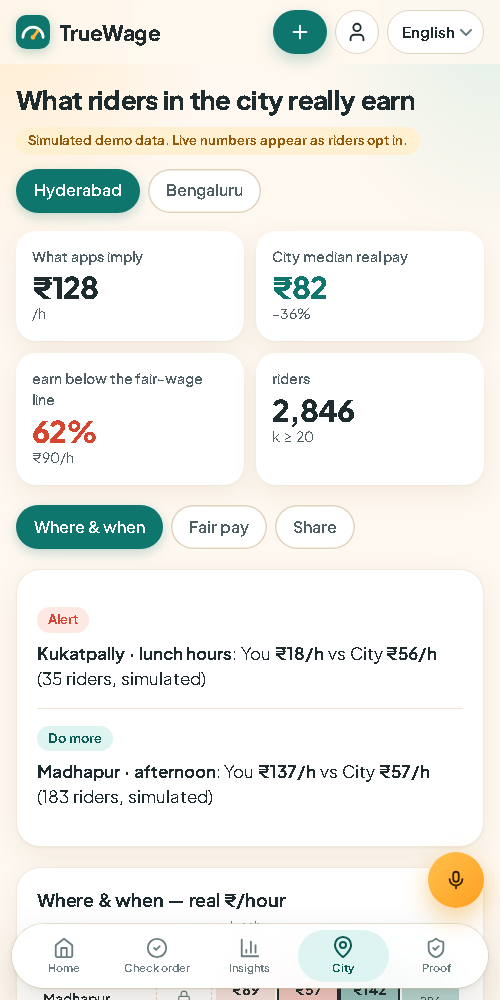 TrueWage
English
What riders in the city really earn
Simulated demo data. Live numbers appear as riders opt in.
Hyderabad
Bengaluru
What apps imply
₹128
/h
City median real pay
₹82
−36%
earn below the fair-wage
line
62%
₹90/h
riders
2,846
k ≥ 20
Where & when
Fair pay
Share
Alert
Kukatpally · lunch hours: You ₹18/h vs City ₹56/h
(35 riders, simulated)
Do more
Madhapur · afternoon: You ₹137/h vs City ₹57/h
(183 riders, simulated)
Where & when — real ₹/hour
Home
Check order
Insights
City
Proof
Madhapur
₹89
₹57
₹142